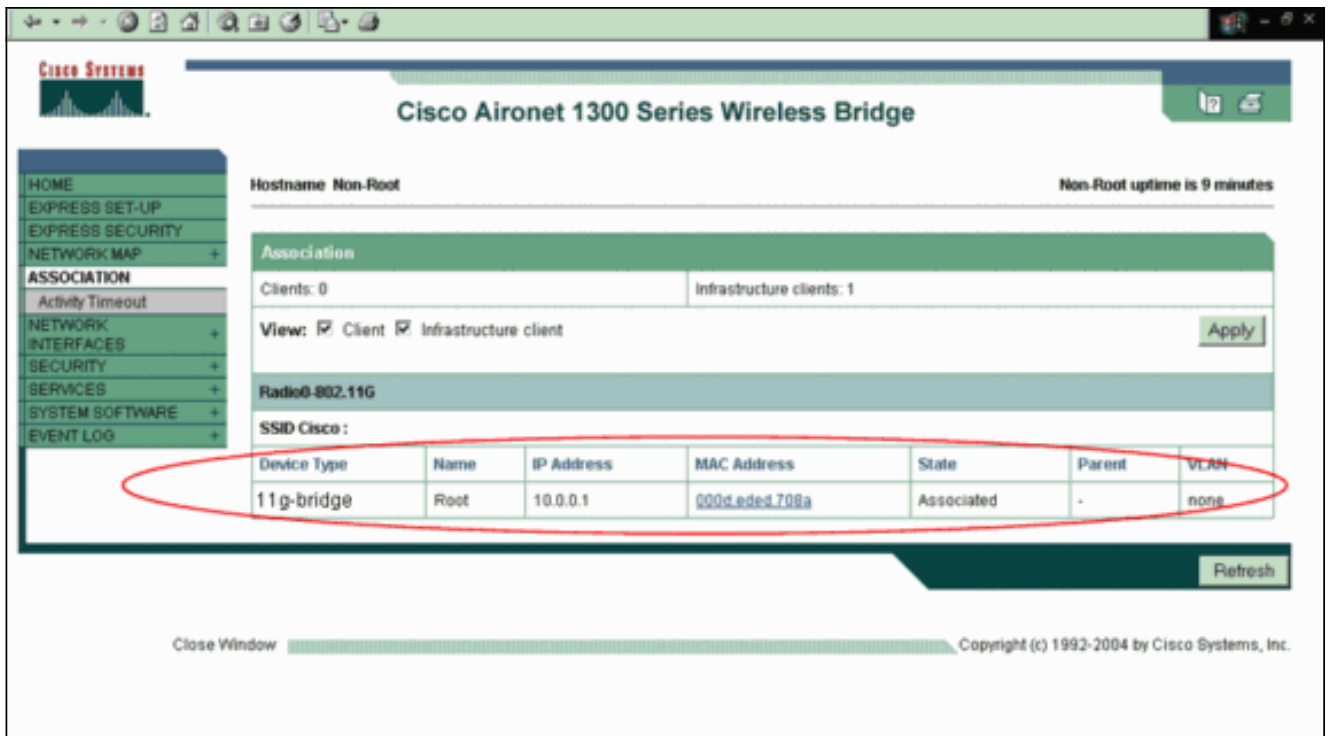 CISCO SYSTEMS
Cisco Aironet 1300 Series Wireless Bridge
HOME
EXPRESS SET-UP
EXPRESS SECURITY
NETWORK MAP +
ASSOCIATION
Activity Timeout
NETWORK
INTERFACES +
SECURITY +
SERVICES +
SYSTEM SOFTWARE +
EVENT LOG +
Hostname Non-Root
Non-Root uptime is 9 minutes
Association
Clients: 0
Infrastructure clients: 1
View: Client Infrastructure client
Apply
Radio0-802.11G
SSID Cisco :
Device Type Name IP Address MAC Address State Parent VLAN
11g-bridge Root 10.0.0.1 000d.eded.708a Associated - none
Refresh
Close Window
Copyright (c) 1992-2004 by Cisco Systems, Inc.